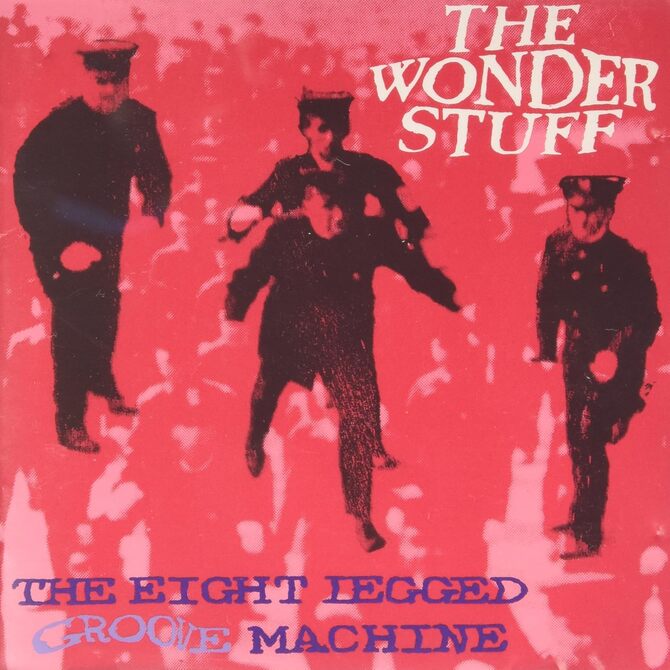 THE
WONDER
STUFF
THE EIGHT LEGGED
GROOVE MACHINE